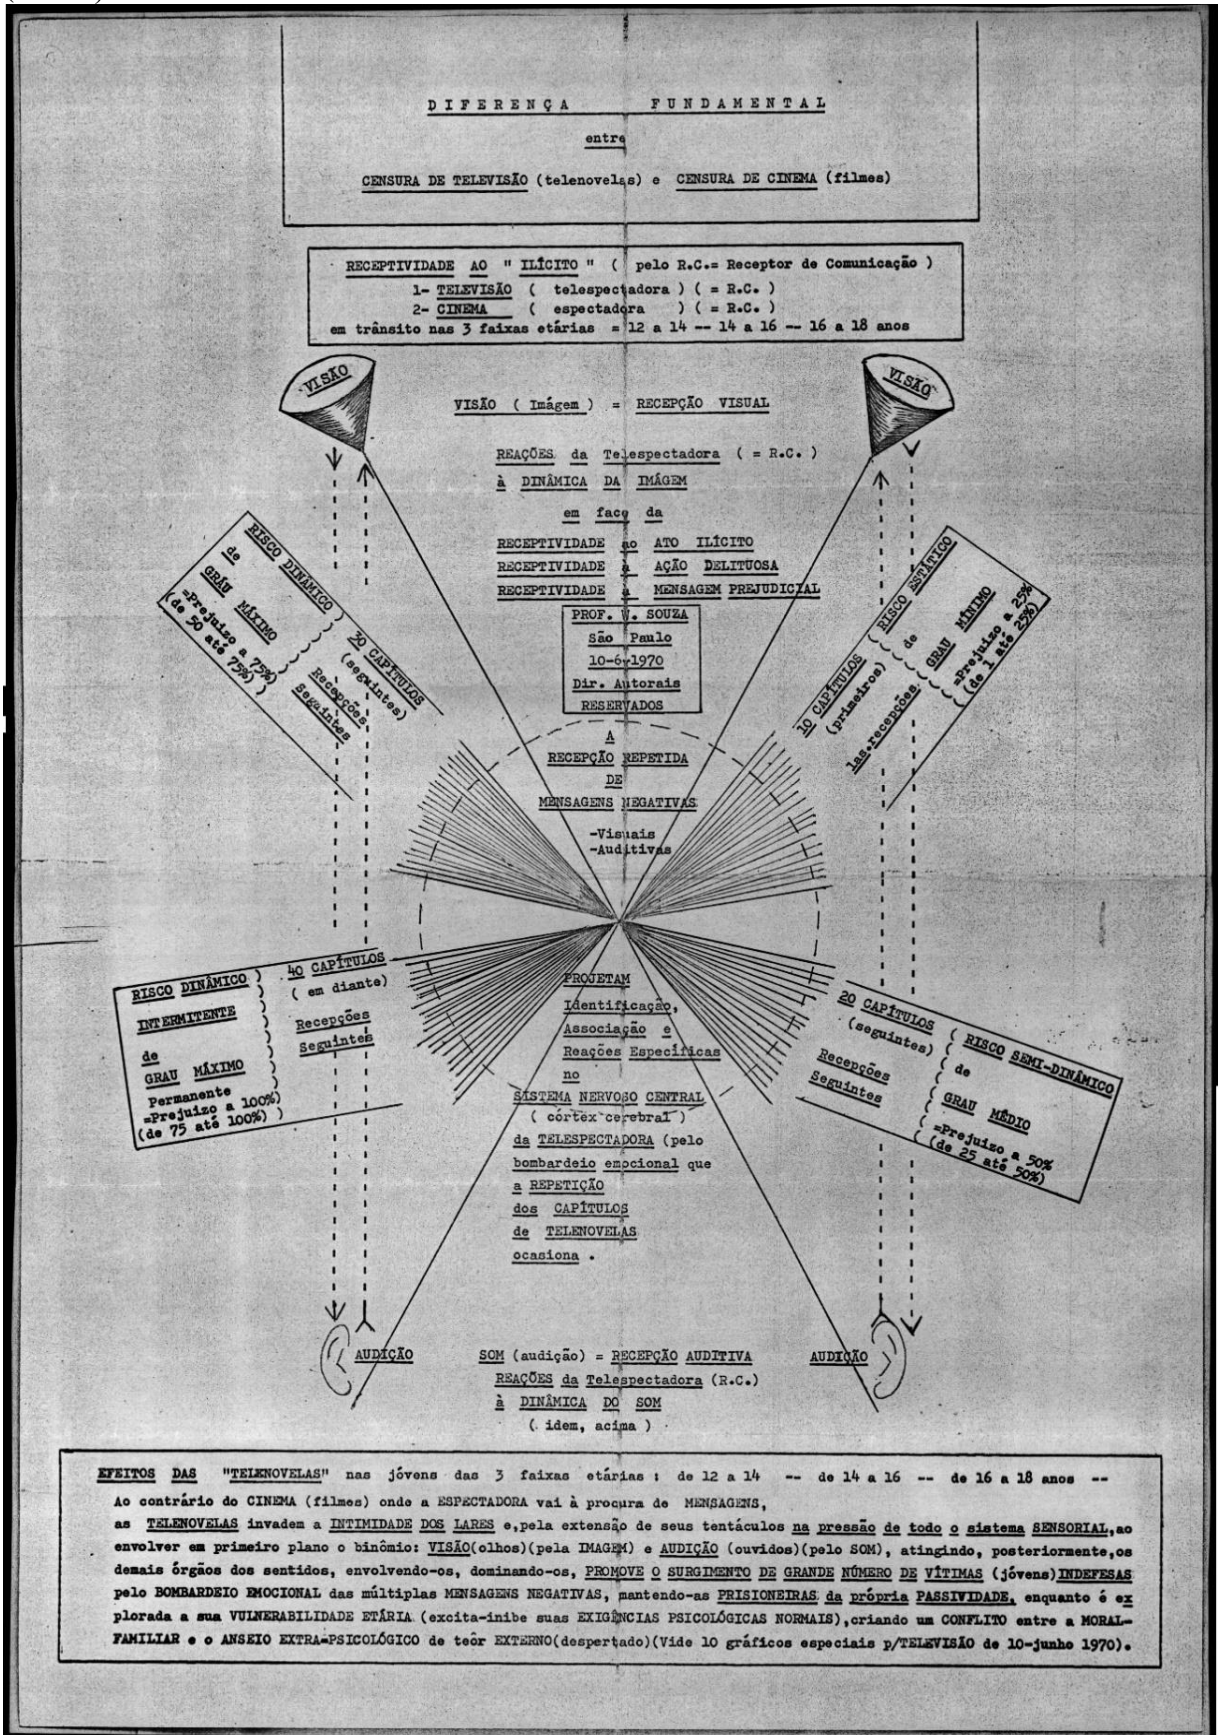 DIFERENÇA FUNDAMENTAL
entre
CENSURA DE TELEVISÃO (telenovelas) e CENSURA DE CINEMA (filmes)
RECEPTIVIDADE AO " ILÍCITO " ( pelo R.C.= Receptor de Comunicação )
1- TELEVISÃO ( telespectadora ) ( = R.C. )
2- CINEMA ( espectadora ) ( = R.C. )
em trânsito nas 3 faixas etárias = 12 a 14 -- 14 a 16 -- 16 a 18 anos
VISÃO
VISÃO
VISÃO ( Imágem ) = RECEPÇÃO VISUAL
REAÇÕES da Telespectadora ( = R.C. )
à DINÂMICA DA IMÁGEM
em face da
RECEPTIVIDADE ao ATO ILÍCITO
RECEPTIVIDADE à AÇÃO DELITUOSA
RECEPTIVIDADE a MENSAGEM PREJUDICIAL
PROF. W. SOUZA
São Paulo
10-6-1970
Dir. Autorais
RESERVADOS
RISCO DINÂMICO )
de
GRÁU MÁXIMO
=Prejuizo a 75%)
(de 50 até 75%) )
30 CAPÍTULOS
(seguintes)
Recepções
Seguintes
10 CAPÍTULOS
(primeiros)
1as.recepções
( RISCO ESTÁTICO
de
GRAU MÍNIMO
=Prejuizo a 25%
(de 1 até 25%)
A
RECEPÇÃO REPETIDA
DE
MENSAGENS NEGATIVAS
-Visuais
-Auditivas
RISCO DINÂMICO )
INTERMITENTE
de
GRAU MÁXIMO
Permanente
=Prejuizo a 100%)
(de 75 até 100%) )
40 CAPÍTULOS
( em diante)
Recepções
Seguintes
20 CAPÍTULOS
(seguintes)
Recepções
Seguintes
( RISCO SEMI-DINÂMICO
de
GRAU MÉDIO
=Prejuizo a 50%
(de 25 até 50%)
PROJETAM
Identificação,
Associação e
Reações Específicas
no
SISTEMA NERVOSO CENTRAL
( córtex cerebral )
da TELESPECTADORA (pelo
bombardeio emocional que
a REPETIÇÃO
dos CAPÍTULOS
de TELENOVELAS
ocasiona .
AUDIÇÃO
AUDIÇÃO
SOM (audição) = RECEPÇÃO AUDITIVA
REAÇÕES da Telespectadora (R.C.)
à DINÂMICA DO SOM
( idem, acima )
EFEITOS DAS "TELENOVELAS" nas jóvens das 3 faixas etárias : de 12 a 14 -- de 14 a 16 -- de 16 a 18 anos --
Ao contrário do CINEMA (filmes) onde a ESPECTADORA vai à procura de MENSAGENS,
as TELENOVELAS invadem a INTIMIDADE DOS LARES e,pela extensão de seus tentáculos na pressão de todo o sistema SENSORIAL,ao
envolver em primeiro plano o binômio: VISÃO(olhos)(pela IMAGEM) e AUDIÇÃO (ouvidos)(pelo SOM), atingindo, posteriormente,os
demais órgãos dos sentidos, envolvendo-os, dominando-os, PROMOVE O SURGIMENTO DE GRANDE NÚMERO DE VÍTIMAS (jóvens)INDEFESAS
pelo BOMBARDEIO EMOCIONAL das múltiplas MENSAGENS NEGATIVAS, mantendo-as PRISIONEIRAS da própria PASSIVIDADE, enquanto é ex
plorada a sua VULNERABILIDADE ETÁRIA (excita-inibe suas EXIGÊNCIAS PSICOLÓGICAS NORMAIS),criando um CONFLITO entre a MORAL-
FAMILIAR e o ANSEIO EXTRA-PSICOLÓGICO de teôr EXTERNO(despertado)(Vide 10 gráficos especiais p/TELEVISÃO de 10-junho 1970).